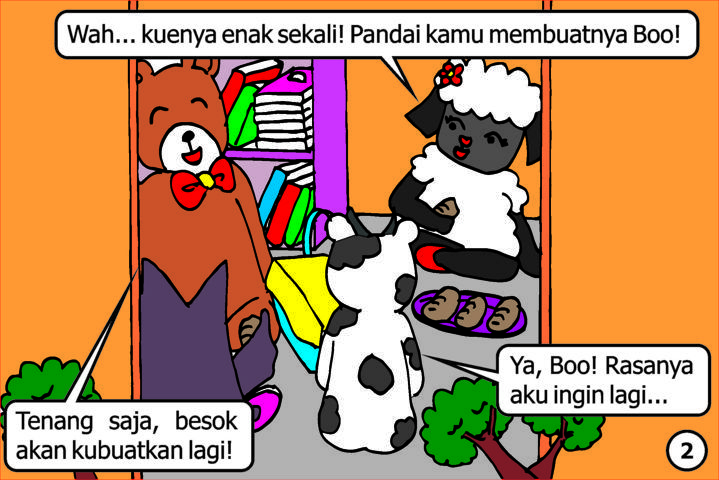 Wah... kuenya enak sekali! Pandai kamu membuatnya Boo!
Ya, Boo! Rasanya
aku ingin lagi...
Tenang saja, besok
akan kubuatkan lagi!
2